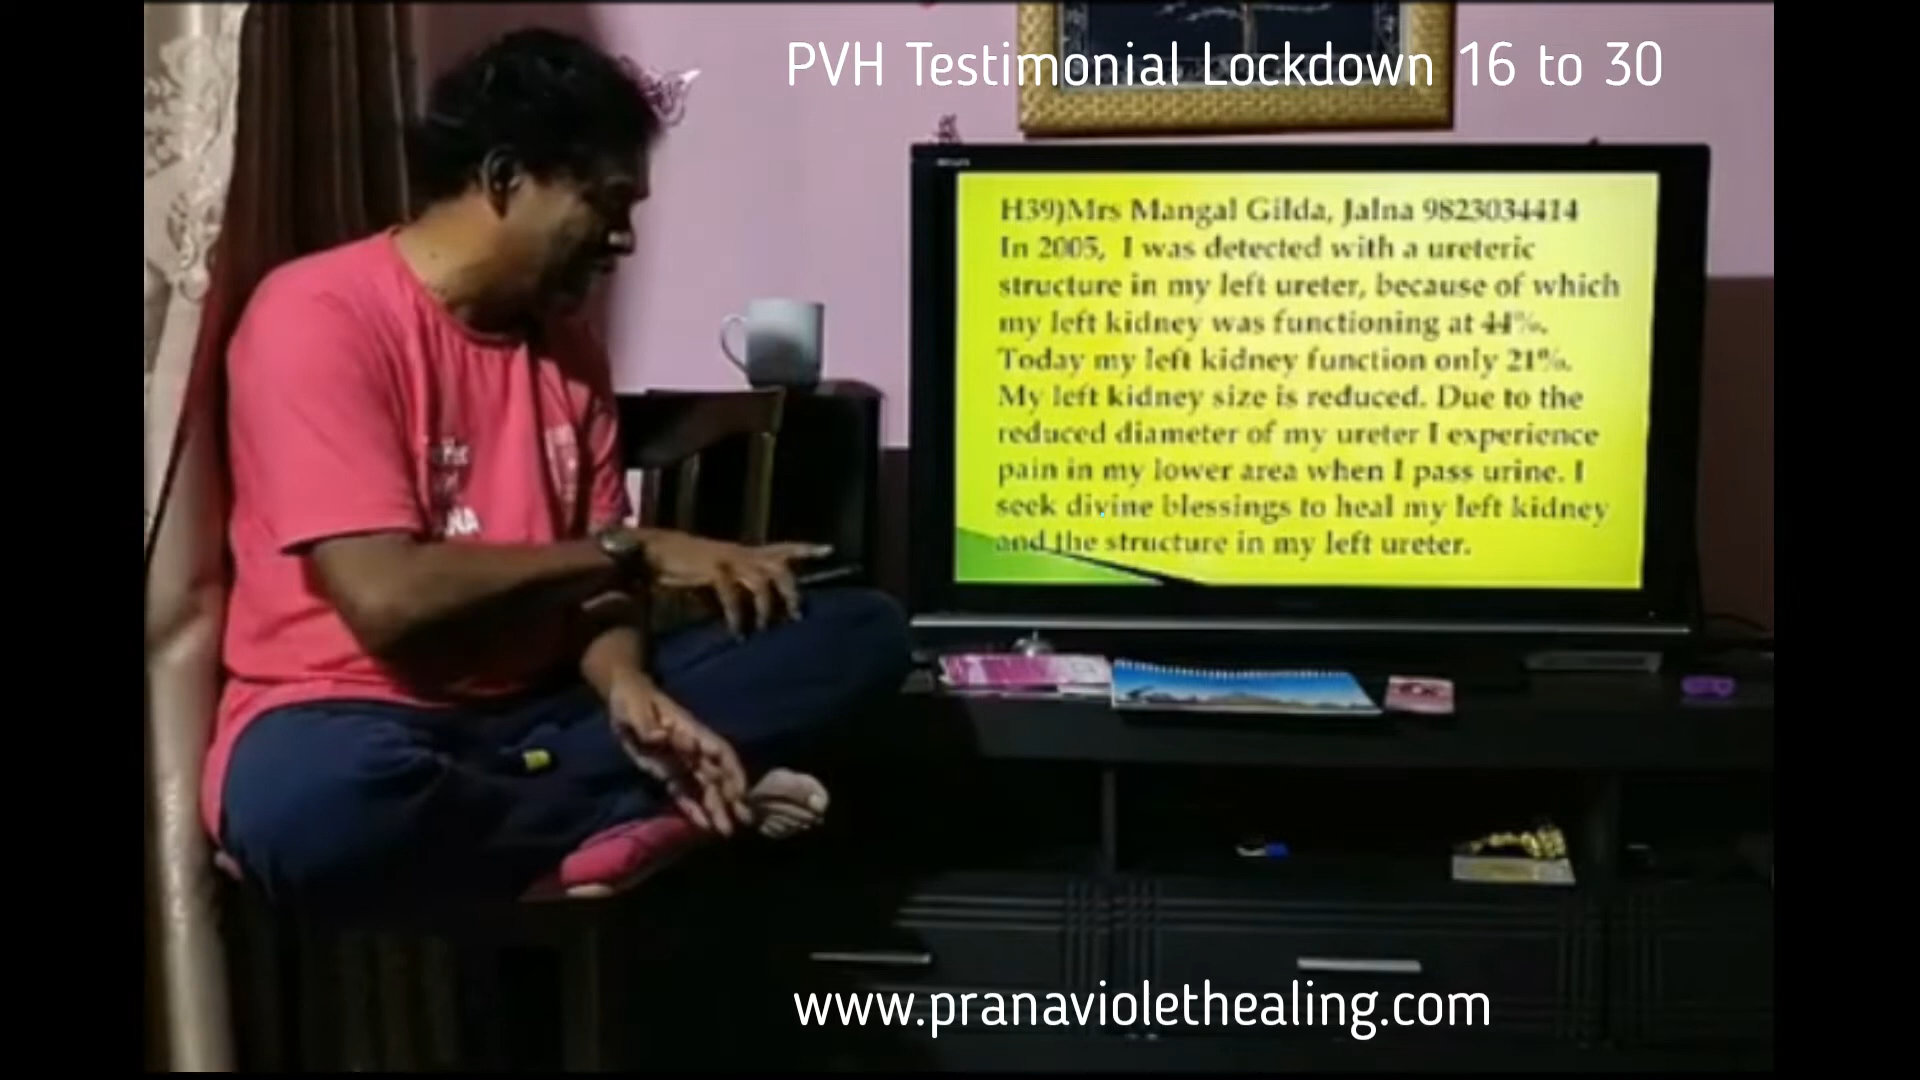 PVH Testimonial Lockdown 16 to 30
H39)Mrs Mangal Gilda, Jalna 9823034414
In 2005, I was detected with a ureteric
structure in my left ureter, because of which
my left kidney was functioning at 44%.
Today my left kidney function only 21%.
My left kidney size is reduced. Due to the
reduced diameter of my ureter I experience
pain in my lower area when I pass urine. I
seek divine blessings to heal my left kidney
and the structure in my left ureter.
www.pranaviolethealing.com